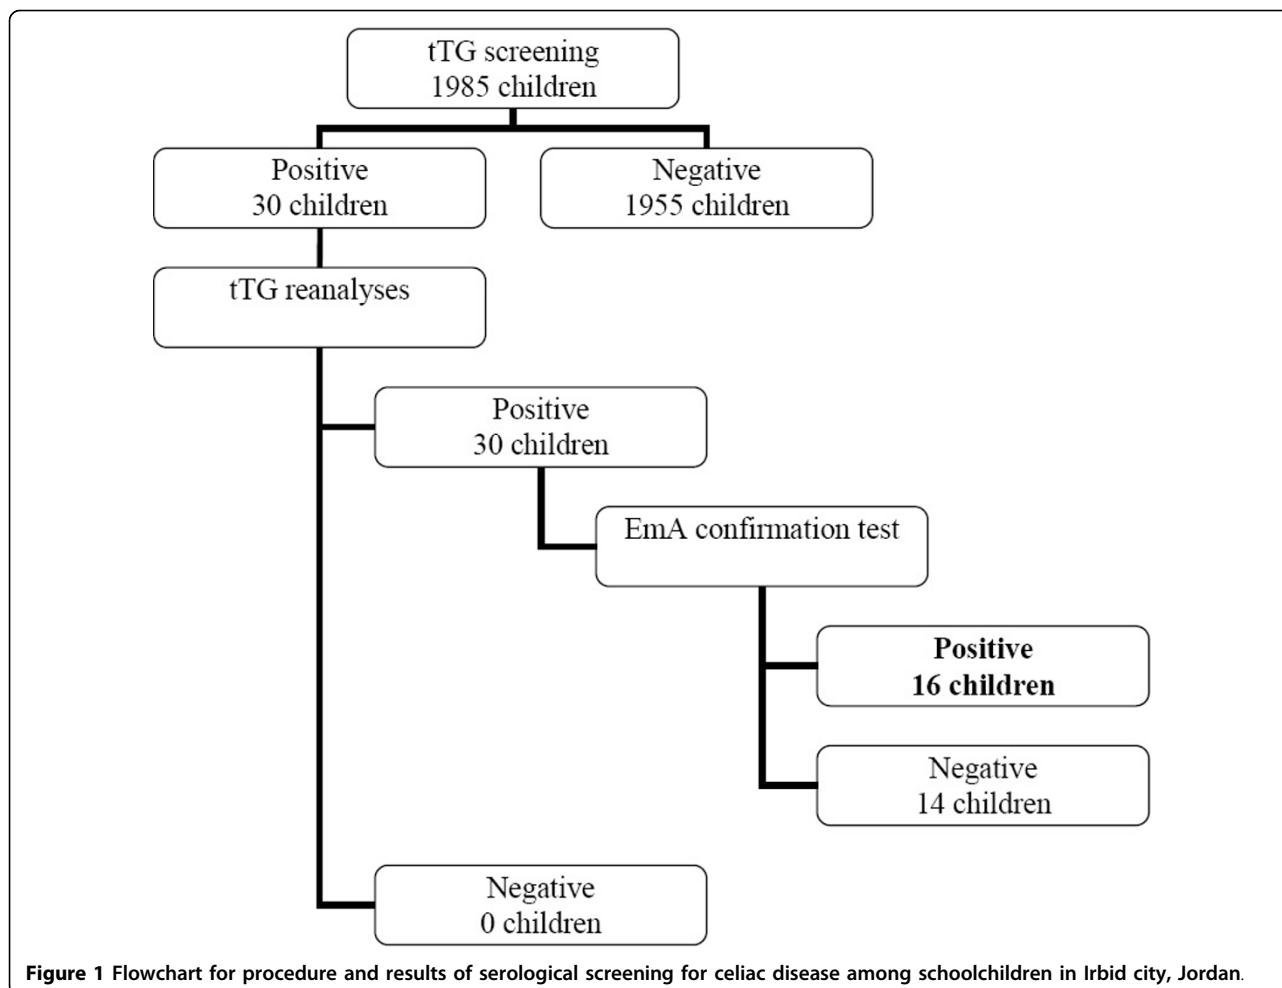 tTG screening
1985 children
Positive
30 children
Negative
1955 children
tTG reanalyses
Positive
30 children
EmA confirmation test
Positive
16 children
Negative
14 children
Negative
0 children
Figure 1 Flowchart for procedure and results of serological screening for celiac disease among schoolchildren in Irbid city, Jordan.